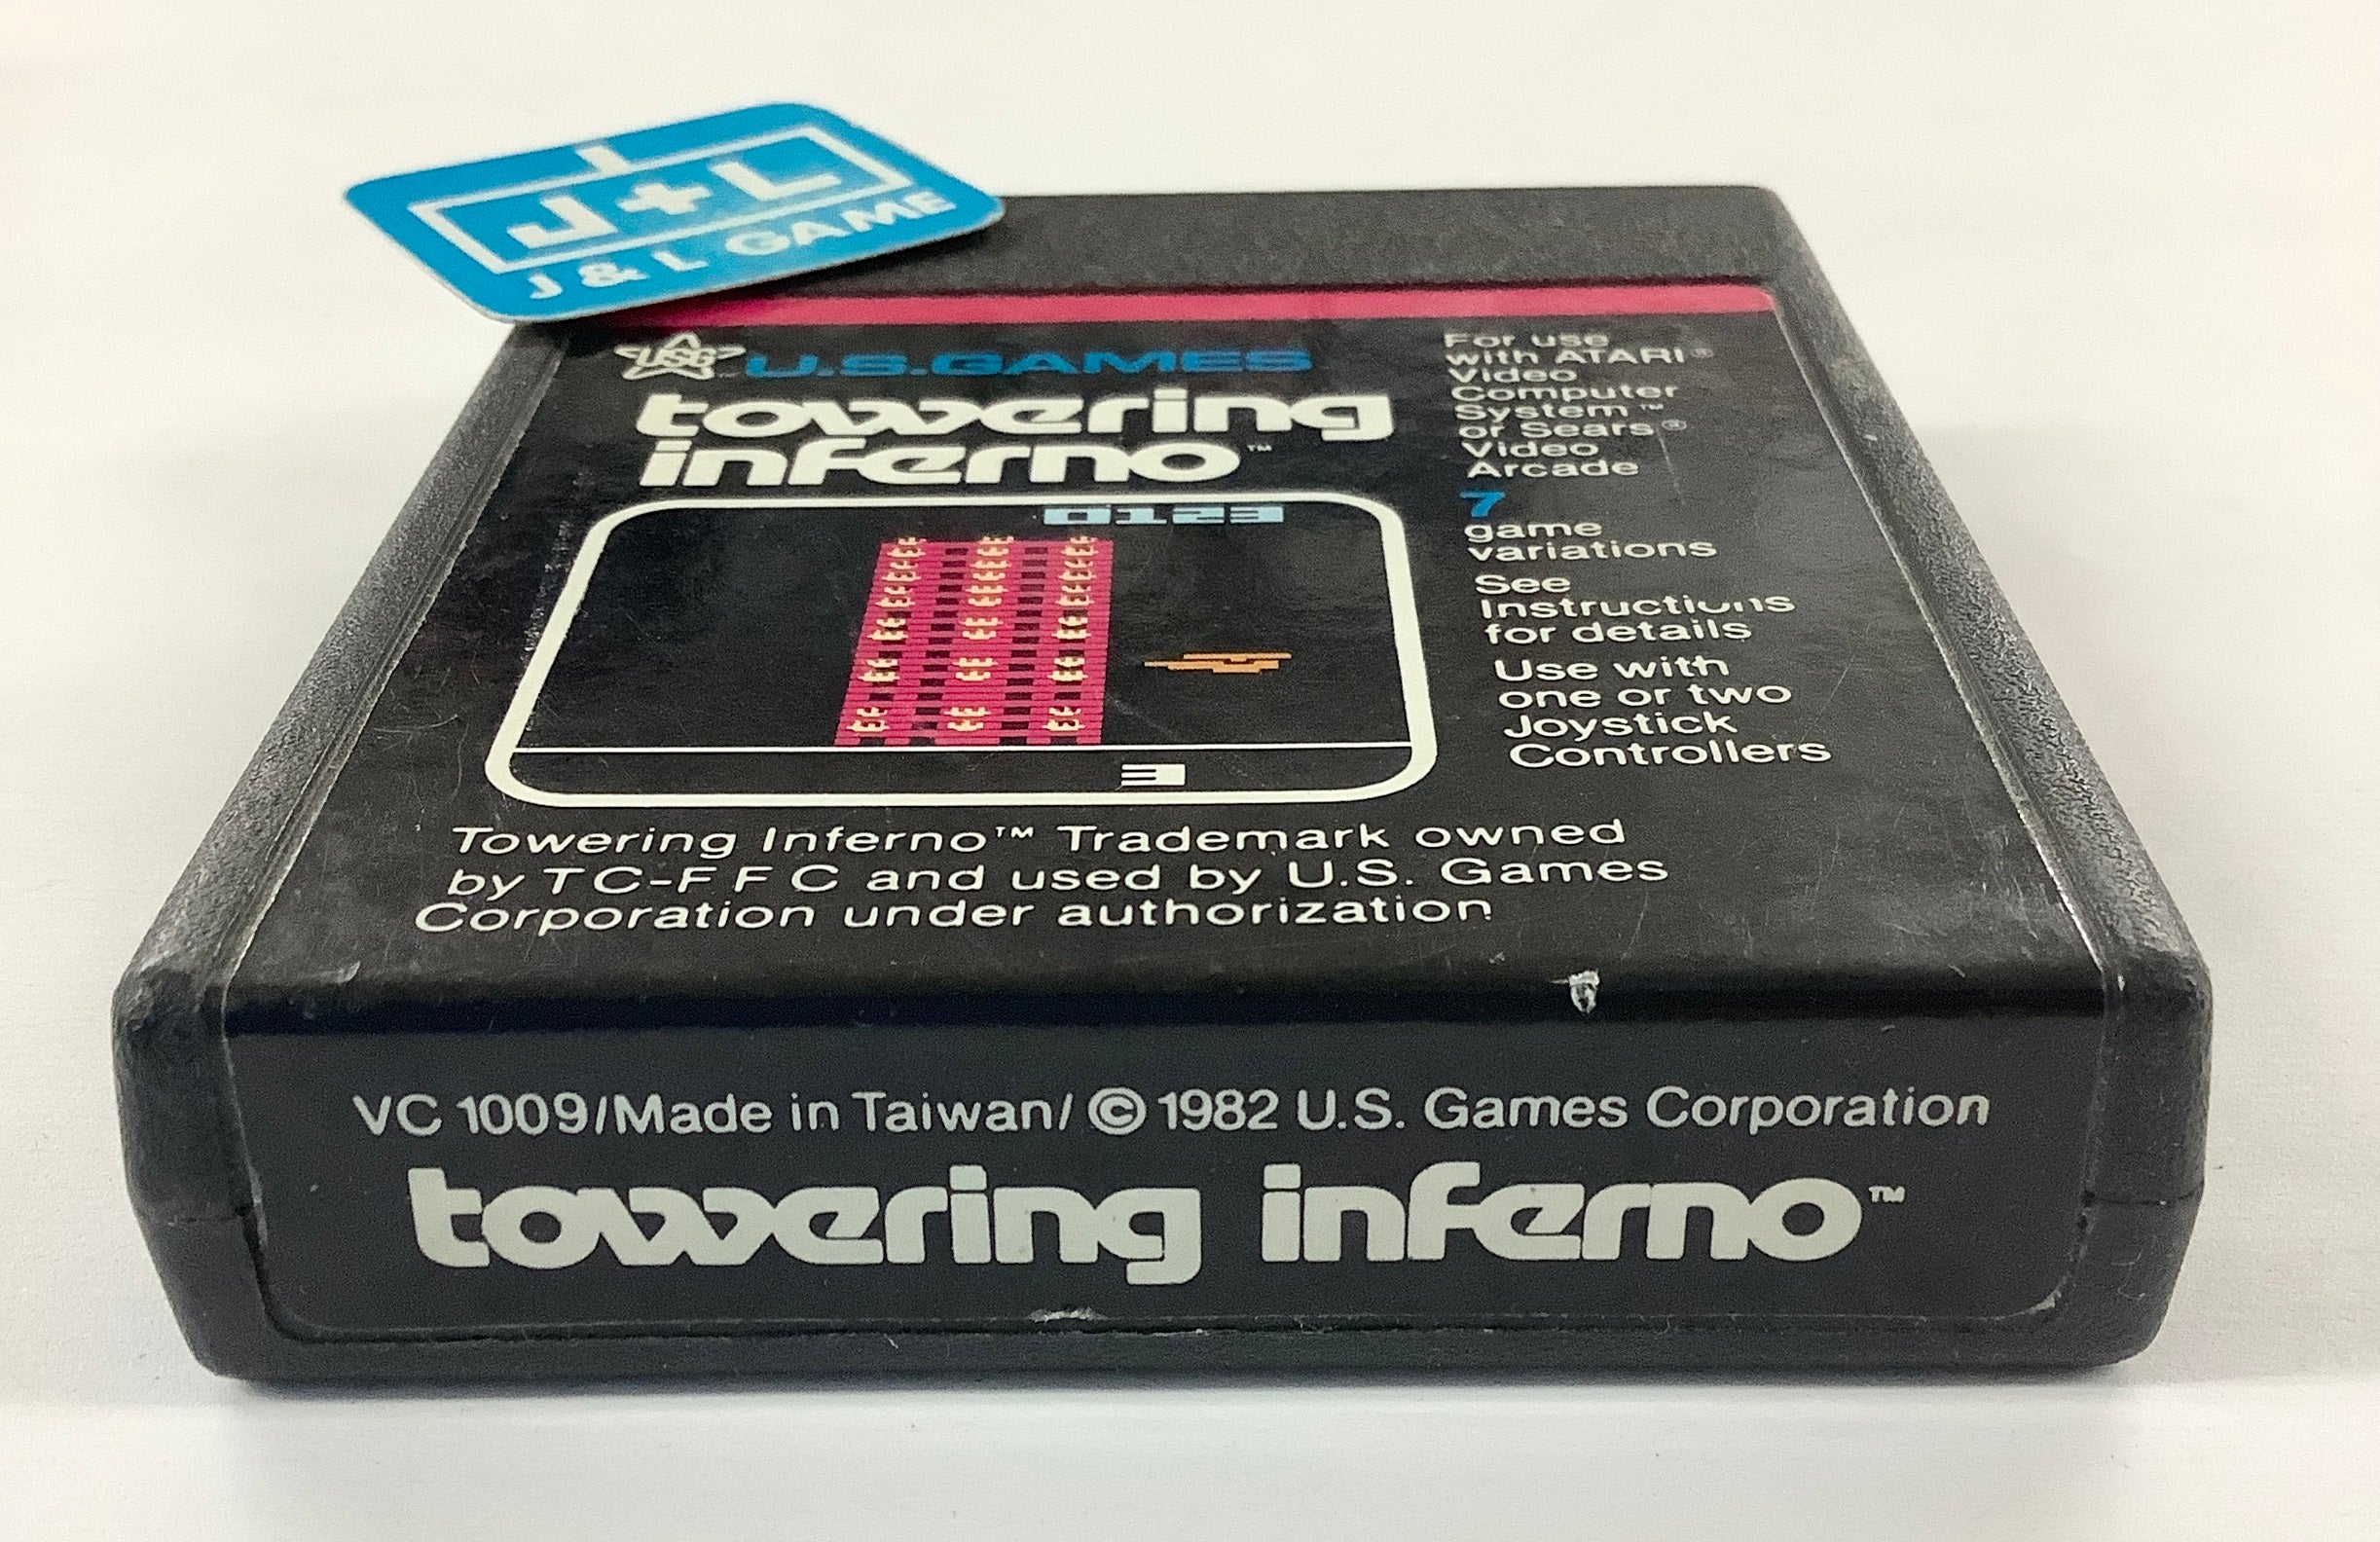 J+L
J & L GAME
USG™ U.S.GAMES
towering
inferno™
0123
For use
with ATARI®
Video
Computer
System™
or Sears®
Video
Arcade
7
game
variations
See
Instructions
for details
Use with
one or two
Joystick
Controllers
Towering Inferno™ Trademark owned
by TC-FFC and used by U.S. Games
Corporation under authorization
VC 1009/Made in Taiwan/ © 1982 U.S. Games Corporation
towering inferno™